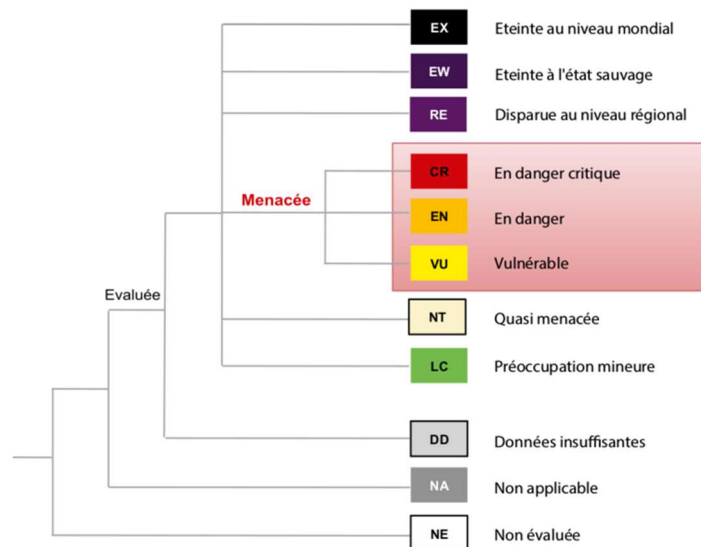 EX Eteinte au niveau mondial
EW Eteinte à l'état sauvage
RE Disparue au niveau régional
CR En danger critique
Menacée EN En danger
VU Vulnérable
Evaluée
NT Quasi menacée
LC Préoccupation mineure
DD Données insuffisantes
NA Non applicable
NE Non évaluée